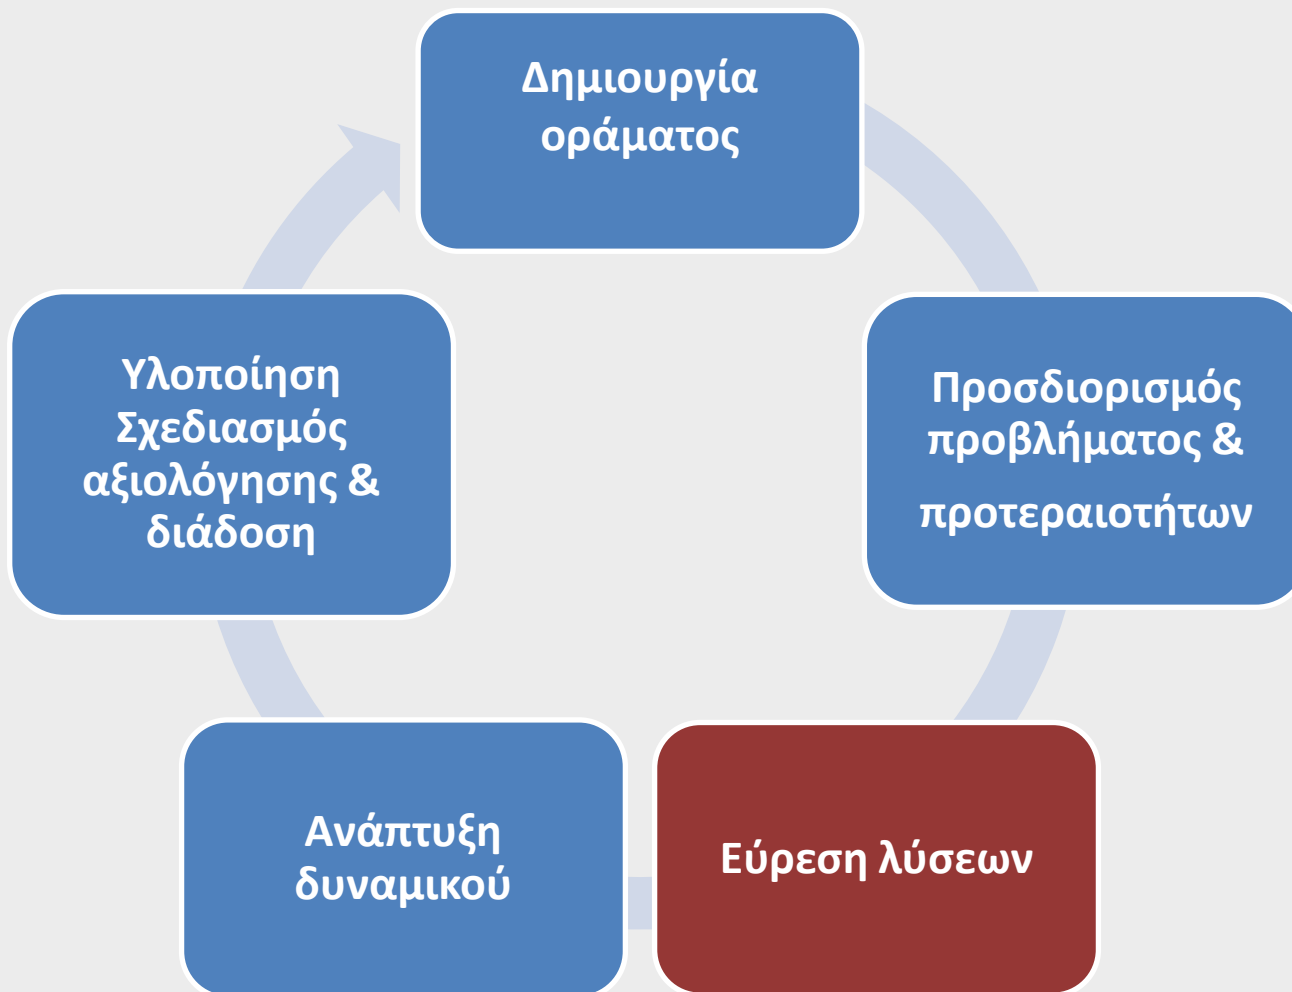 Δημιουργία
οράματος
Προσδιορισμός
προβλήματος &
προτεραιοτήτων
Εύρεση λύσεων
Ανάπτυξη
δυναμικού
Υλοποίηση
Σχεδιασμός
αξιολόγησης &
διάδοση